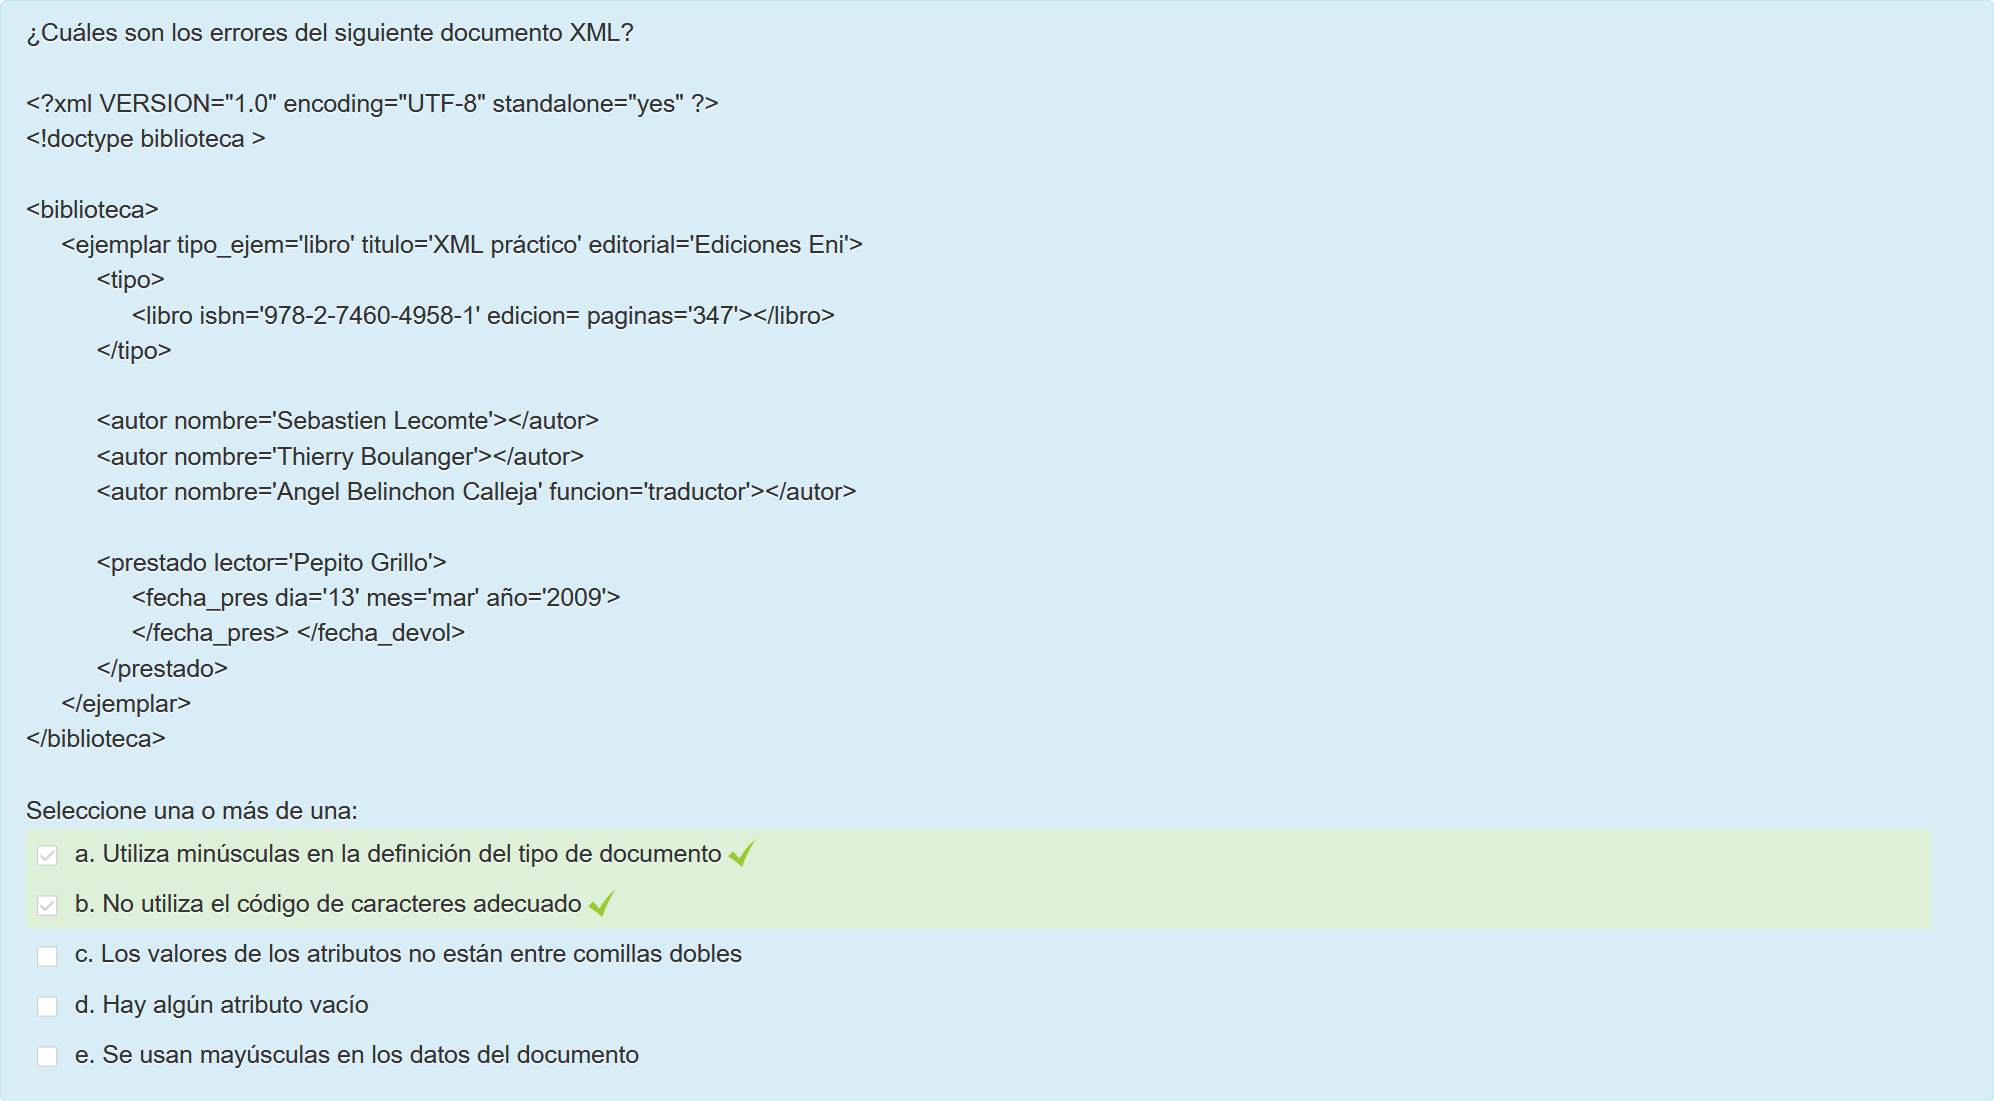 ¿Cuáles son los errores del siguiente documento XML?
<?xml VERSION="1.0" encoding="UTF-8" standalone="yes" ?>
<!doctype biblioteca >
<biblioteca>
<ejemplar tipo_ejem='libro' titulo='XML práctico' editorial='Ediciones Eni'>
<tipo>
<libro isbn='978-2-7460-4958-1' edicion= paginas='347'></libro>
</tipo>
<autor nombre='Sebastien Lecomte'></autor>
<autor nombre='Thierry Boulanger'></autor>
<autor nombre='Angel Belinchon Calleja' funcion='traductor'></autor>
<prestado lector='Pepito Grillo'>
<fecha_pres dia='13' mes='mar' año='2009'>
</fecha_pres> </fecha_devol>
</prestado>
</ejemplar>
</biblioteca>
Seleccione una o más de una:
a. Utiliza minúsculas en la definición del tipo de documento
b. No utiliza el código de caracteres adecuado
c. Los valores de los atributos no están entre comillas dobles
d. Hay algún atributo vacío
e. Se usan mayúsculas en los datos del documento